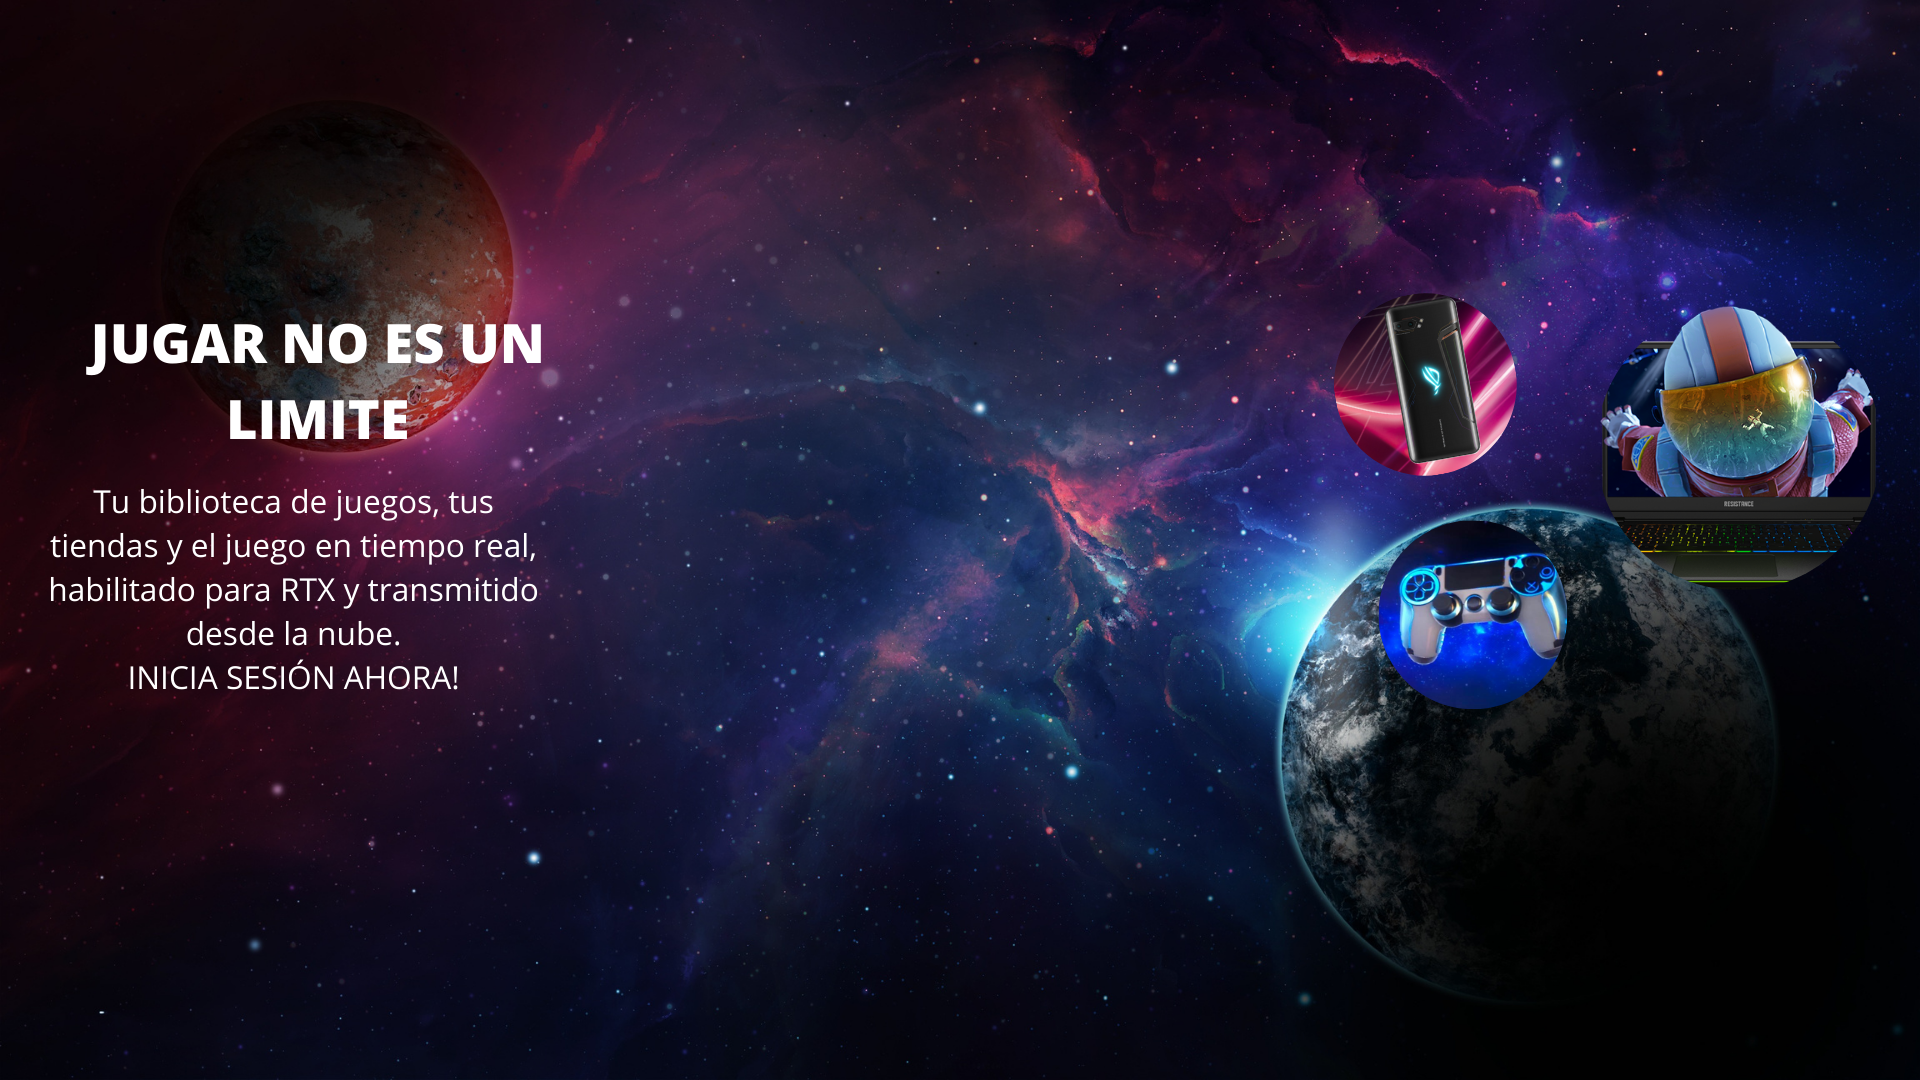 JUGAR NO ES UN
LIMITE
Tu biblioteca de juegos, tus
tiendas y el juego en tiempo real,
habilitado para RTX y transmitido
desde la nube.
INICIA SESIÓN AHORA!
RESISTANCE